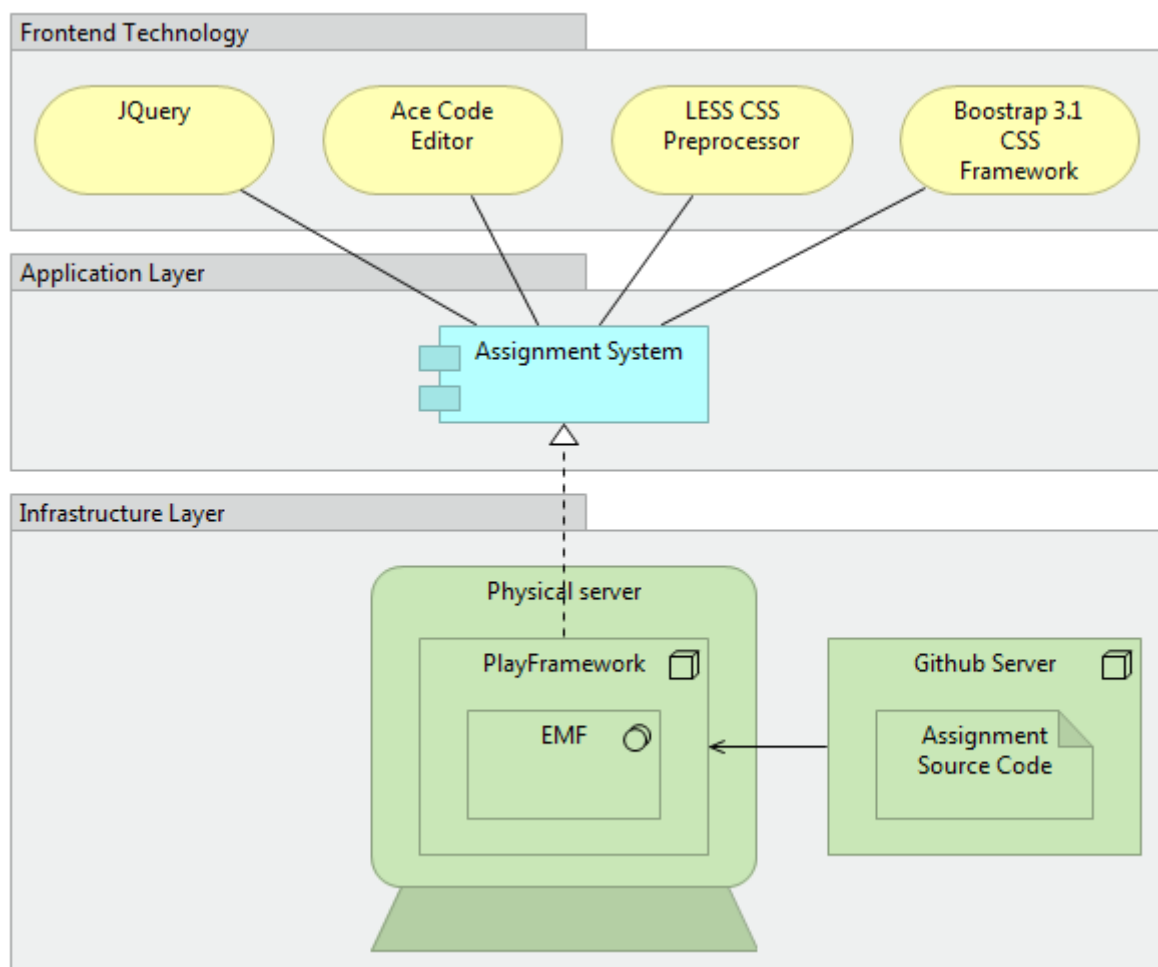 Frontend Technology
JQuery
Ace Code
Editor
LESS CSS
Preprocessor
Boostrap 3.1
CSS
Framework
Application Layer
Assignment System
Infrastructure Layer
Physical server
PlayFramework
EMF
Github Server
Assignment
Source Code